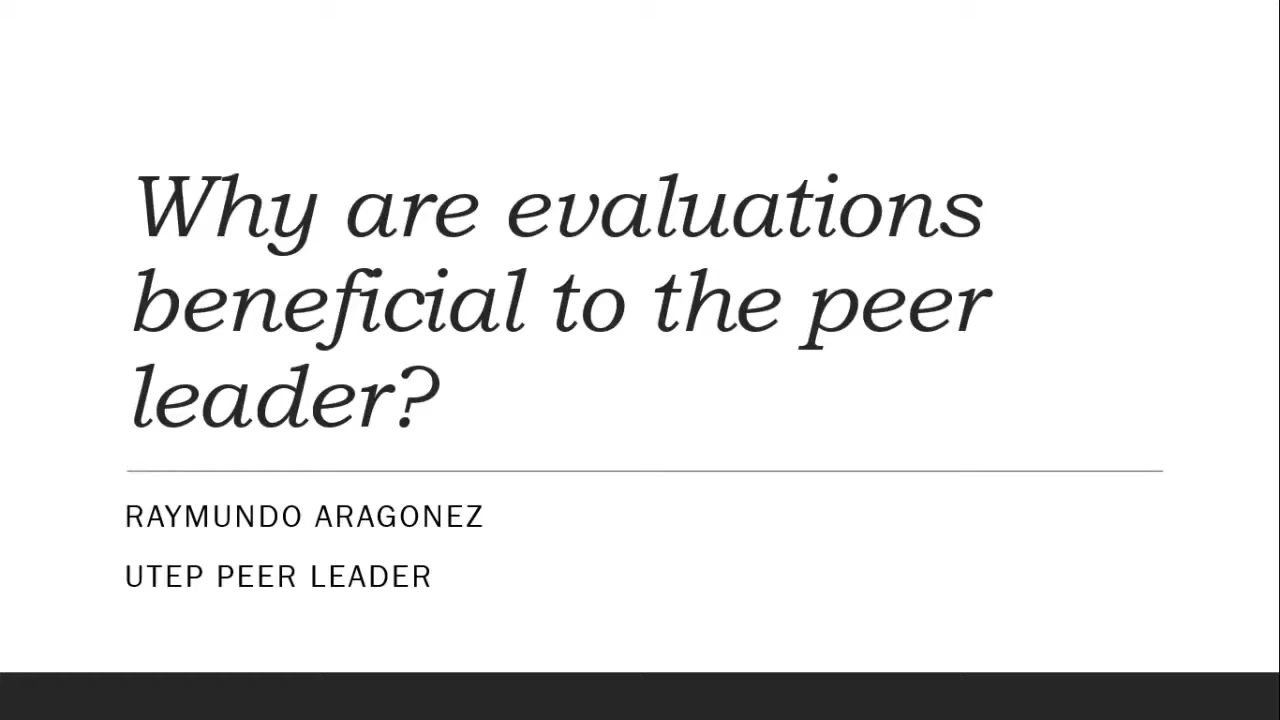 Why are evaluations
beneficial to the peer
leader?
RAYMUNDO ARAGONEZ
UTEP PEER LEADER